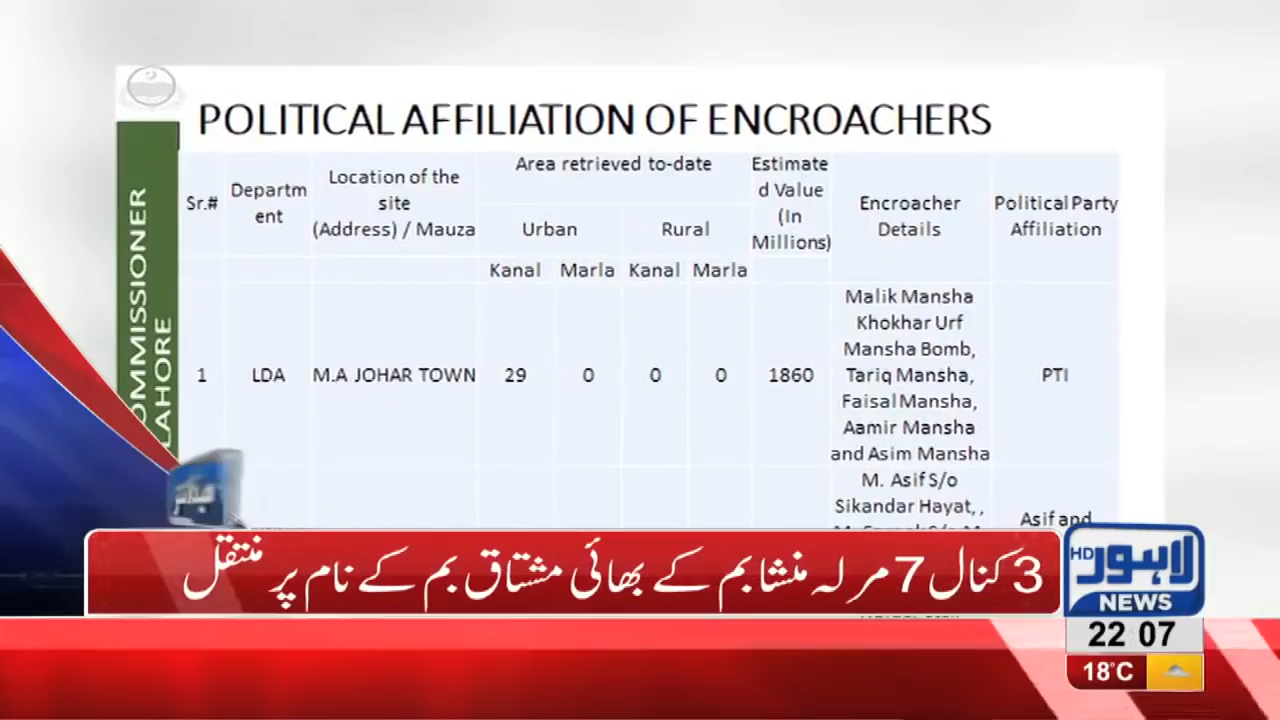 POLITICAL AFFILIATION OF ENCROACHERS
Sr.#
Departm
ent
Location of the
site
(Address) / Mauza
Area retrieved to-date
Urban
Rural
Kanal Marla Kanal Marla
Estimate
d Value
(In
Millions)
Encroacher
Details
Political Party
Affiliation
1
LDA
M.A JOHAR TOWN
29
0
0
0
1860
Malik Mansha
Khokhar Urf
Mansha Bomb,
Tariq Mansha,
Faisal Mansha,
Aamir Mansha
and Asim Mansha
PTI
M. Asif S/o
Sikandar Hayat, ,
Asif and
OMMISSIONER
LAHORE
3 کنال 7 مرلہ منشا بم کے بھائی مشتاق بم کے نام پر منتقل
HD
لاہور
NEWS
22 07
18°C